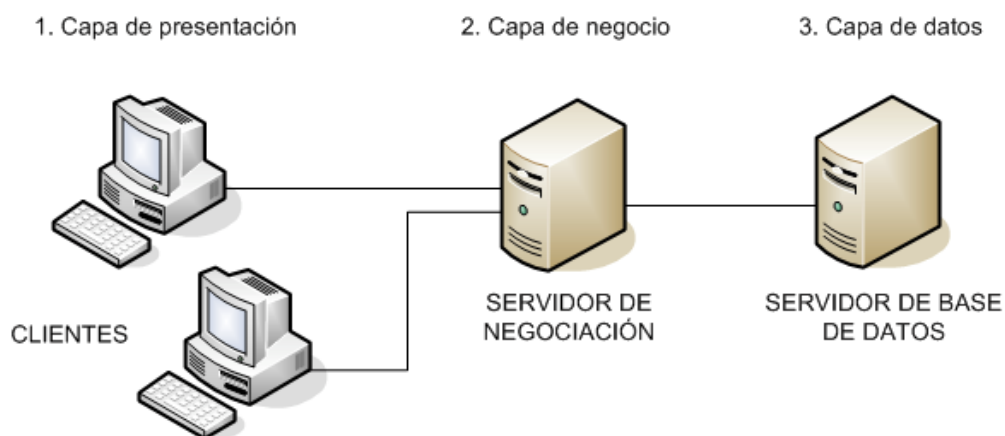 1. Capa de presentación
2. Capa de negocio
3. Capa de datos
CLIENTES
SERVIDOR DE
NEGOCIACIÓN
SERVIDOR DE BASE
DE DATOS